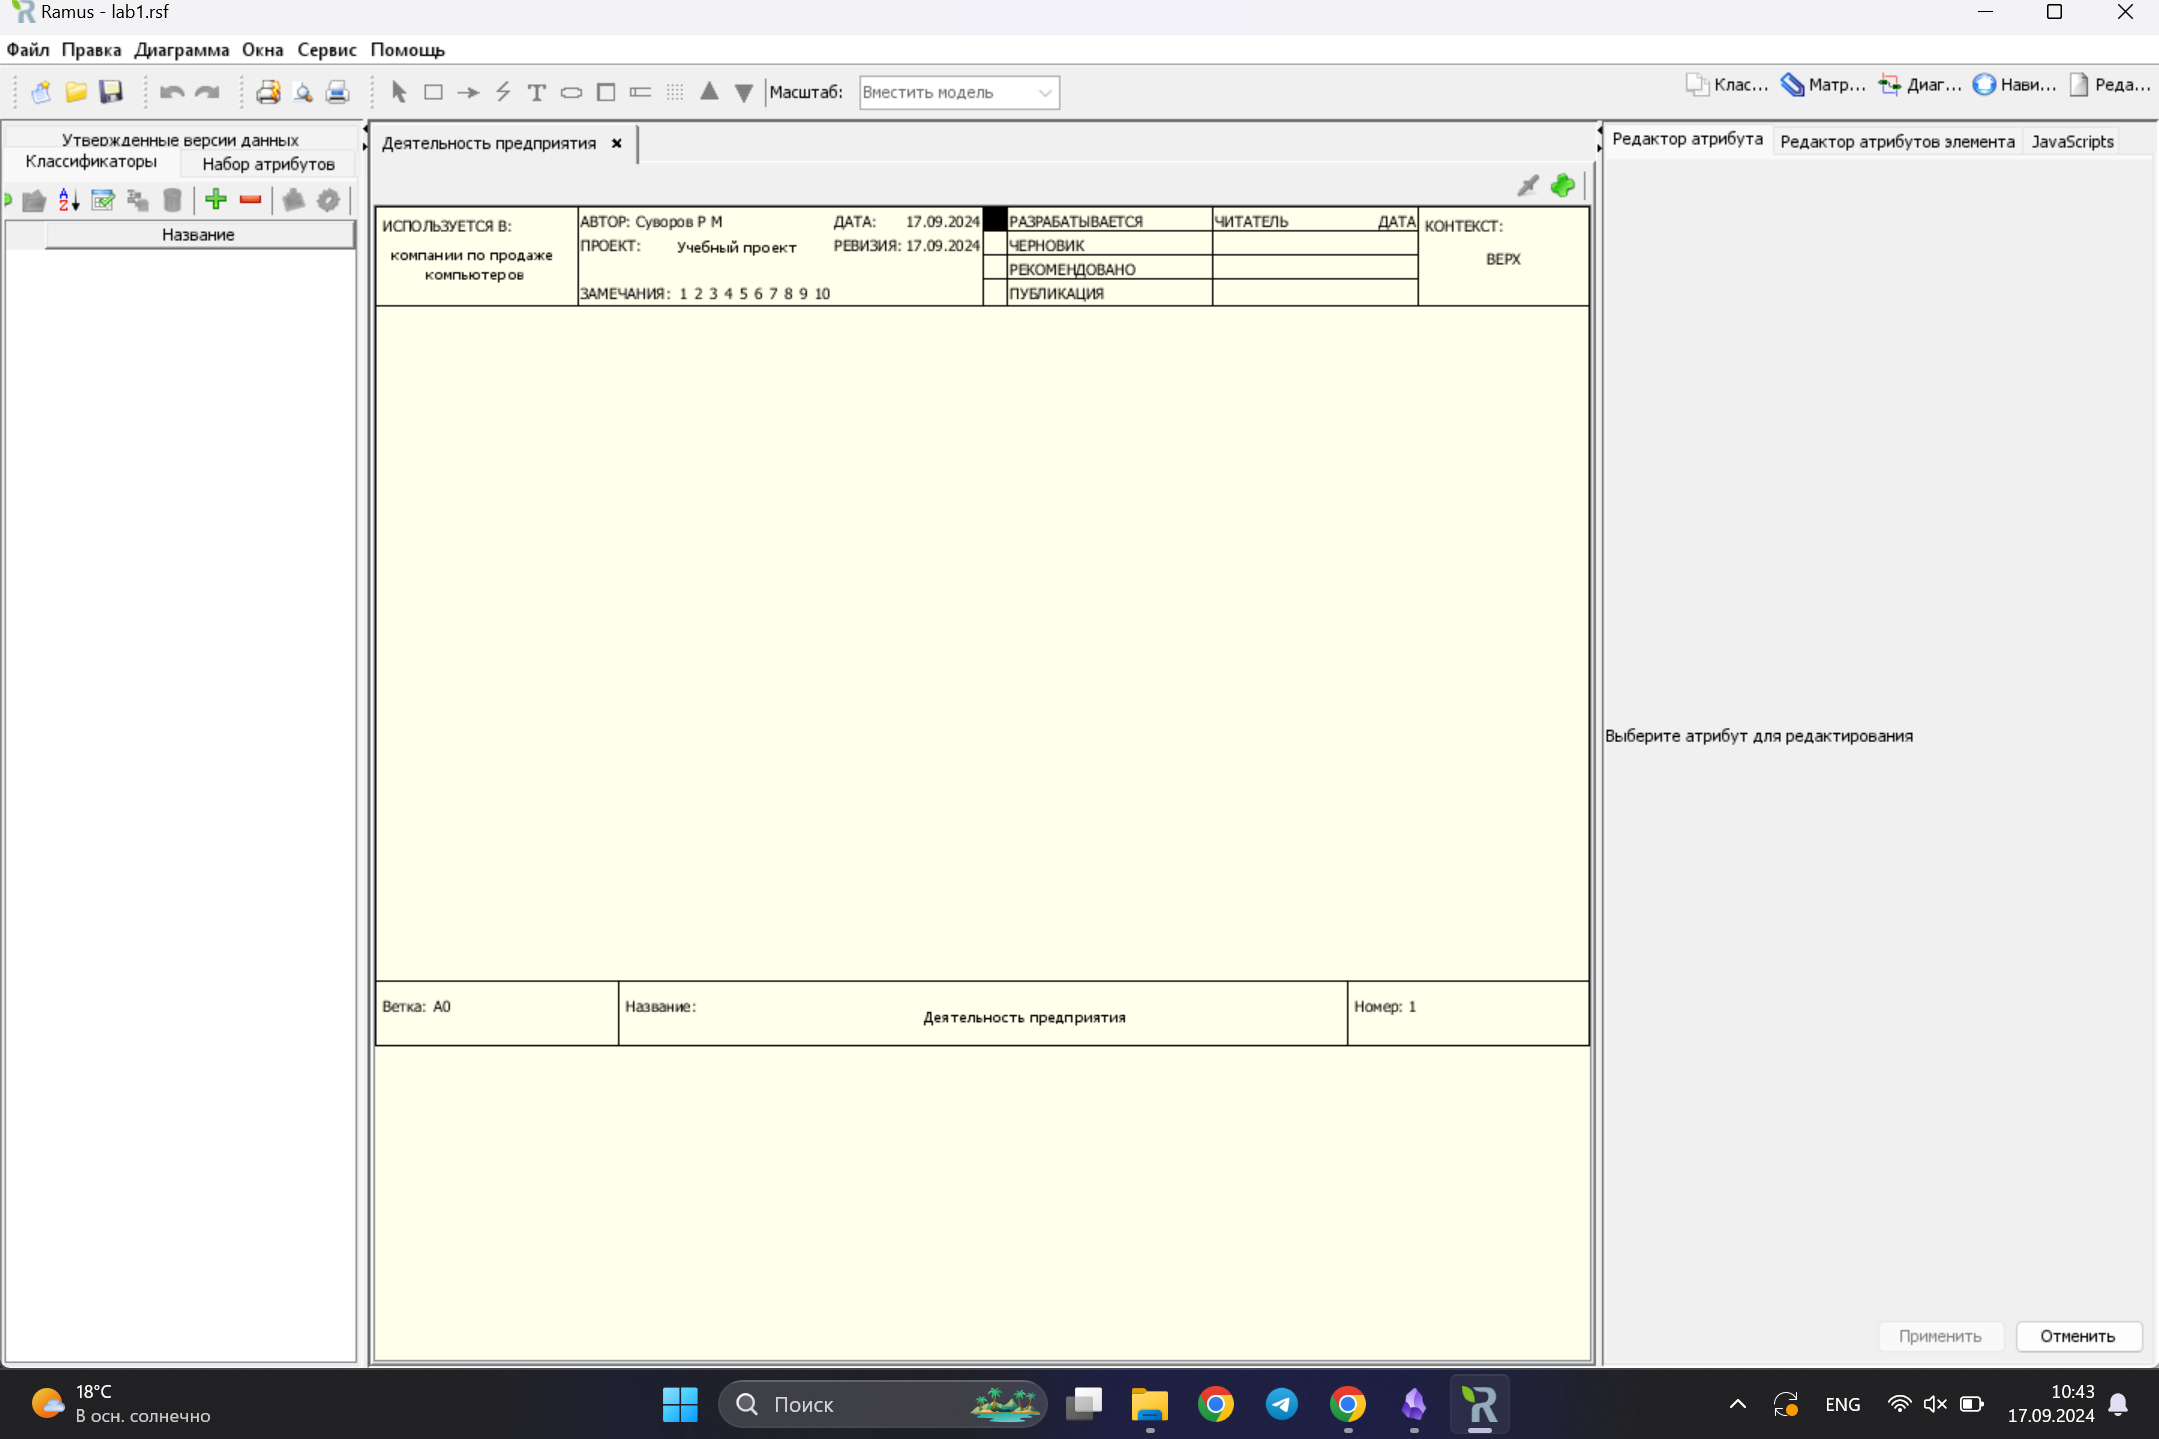 Ramus - lab1.rsf
Файл Правка Диаграмма Окна Сервис Помощь
Масштаб: Вместить модель
Клас... Матр... Диаг... Нави... Реда...
Утвержденные версии данных
Классификаторы Набор атрибутов
Название
Деятельность предприятия
ИСПОЛЬЗУЕТСЯ В:
компании по продаже
компьютеров
АВТОР: Суворов Р М ДАТА: 17.09.2024
ПРОЕКТ: Учебный проект РЕВИЗИЯ: 17.09.2024
ЗАМЕЧАНИЯ: 1 2 3 4 5 6 7 8 9 10
РАЗРАБАТЫВАЕТСЯ
ЧЕРНОВИК
РЕКОМЕНДОВАНО
ПУБЛИКАЦИЯ
ЧИТАТЕЛЬ ДАТА
КОНТЕКСТ:
ВЕРХ
Ветка: A0
Название:
Деятельность предприятия
Номер: 1
Редактор атрибута Редактор атрибутов элемента JavaScripts
Выберите атрибут для редактирования
Применить Отменить
18°C
В осн. солнечно
Поиск
ENG
10:43
17.09.2024